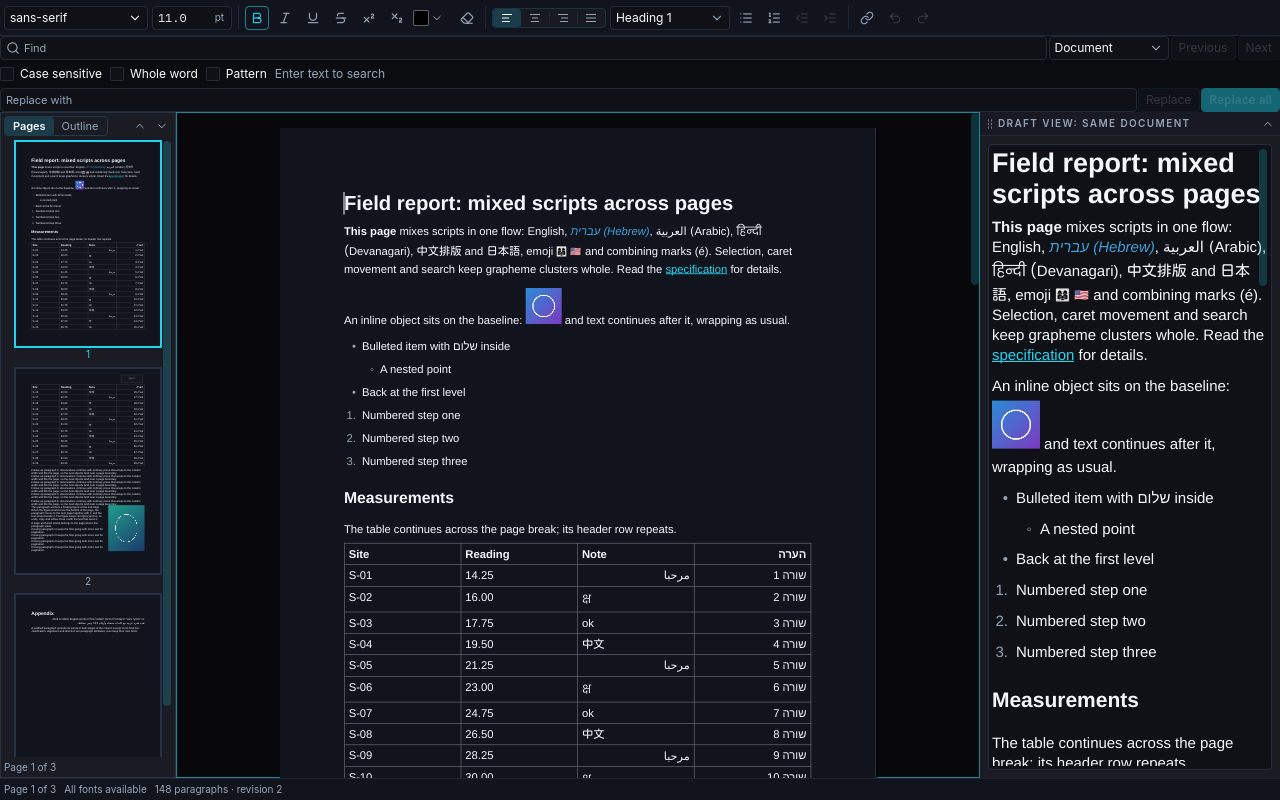 sans-serif 11.0 pt Heading 1
Find Document Previous Next
Case sensitive Whole word Pattern Enter text to search
Replace with Replace Replace all
Pages Outline
1
2
Page 1 of 3
Field report: mixed scripts across pages
This page mixes scripts in one flow: English, עברית (Hebrew), العربية (Arabic), हिन्दी
(Devanagari), 中文排版 and 日本語, emoji 👨‍👩‍👧‍👦 🇺🇸 and combining marks (é). Selection, caret
movement and search keep grapheme clusters whole. Read the specification for details.
An inline object sits on the baseline: and text continues after it, wrapping as usual.
• Bulleted item with שלום inside
◦ A nested point
• Back at the first level
1. Numbered step one
2. Numbered step two
3. Numbered step three
Measurements
The table continues across the page break; its header row repeats.
Site Reading Note הערה
S-01 14.25 مرحبا שורה 1
S-02 16.00 क्ष שורה 2
S-03 17.75 ok שורה 3
S-04 19.50 中文 שורה 4
S-05 21.25 مرحبا שורה 5
S-06 23.00 क्ष שורה 6
S-07 24.75 ok שורה 7
S-08 26.50 中文 שורה 8
S-09 28.25 مرحبا שורה 9
S-10 30.00 क्ष שורה 10
DRAFT VIEW: SAME DOCUMENT
Field report: mixed
scripts across pages
This page mixes scripts in one flow:
English, עברית (Hebrew), العربية (Arabic),
हिन्दी (Devanagari), 中文排版 and 日本
語, emoji 👨‍👩‍👧‍👦 🇺🇸 and combining marks (é).
Selection, caret movement and search
keep grapheme clusters whole. Read the
specification for details.
An inline object sits on the baseline:
and text continues after it,
wrapping as usual.
• Bulleted item with שלום inside
◦ A nested point
• Back at the first level
1. Numbered step one
2. Numbered step two
3. Numbered step three
Measurements
The table continues across the page
break; its header row repeats.
Page 1 of 3 All fonts available 148 paragraphs · revision 2